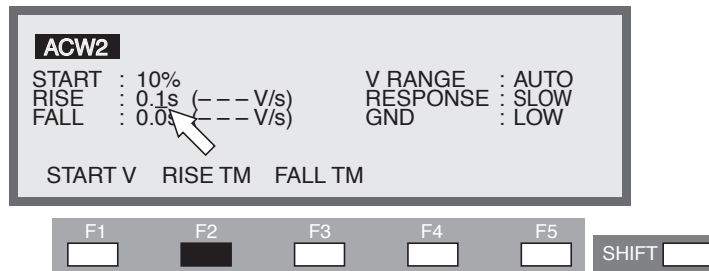 ACW2
START : 10% V RANGE : AUTO
RISE : 0.1s (– – – V/s) RESPONSE : SLOW
FALL : 0.0s (– – – V/s) GND : LOW
START V RISE TM FALL TM
F1 F2 F3 F4 F5
SHIFT